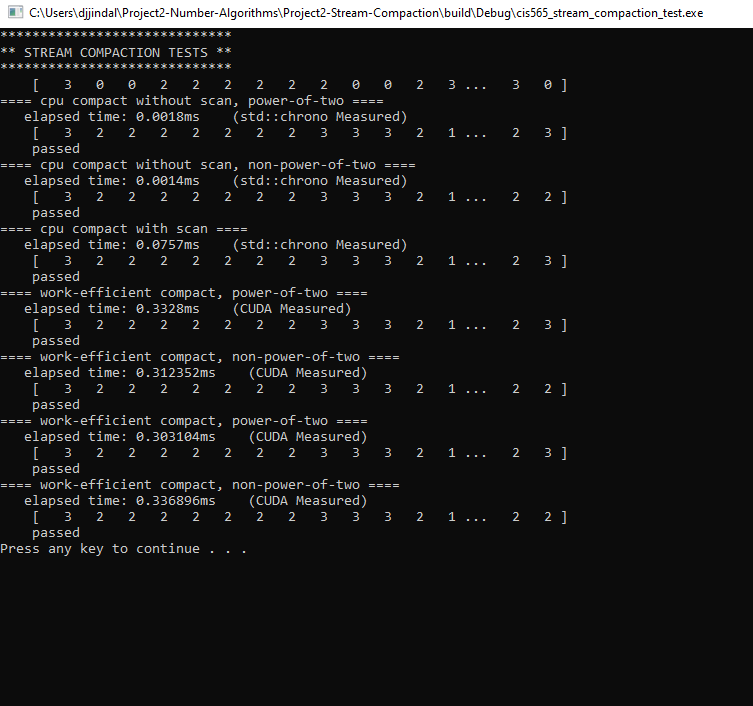 C:\Users\djjindal\Project2-Number-Algorithms\Project2-Stream-Compaction\build\Debug\cis565_stream_compaction_test.exe
*****************************
** STREAM COMPACTION TESTS **
*****************************
    [   3   0   0   2   2   2   2   2   2   0   0   2   3 ...   3   0 ]
==== cpu compact without scan, power-of-two ====
   elapsed time: 0.0018ms    (std::chrono Measured)
    [   3   2   2   2   2   2   2   2   3   3   3   2   1 ...   2   3 ]
    passed
==== cpu compact without scan, non-power-of-two ====
   elapsed time: 0.0014ms    (std::chrono Measured)
    [   3   2   2   2   2   2   2   2   3   3   3   2   1 ...   2   2 ]
    passed
==== cpu compact with scan ====
   elapsed time: 0.0757ms    (std::chrono Measured)
    [   3   2   2   2   2   2   2   2   3   3   3   2   1 ...   2   3 ]
    passed
==== work-efficient compact, power-of-two ====
   elapsed time: 0.3328ms    (CUDA Measured)
    [   3   2   2   2   2   2   2   2   3   3   3   2   1 ...   2   3 ]
    passed
==== work-efficient compact, non-power-of-two ====
   elapsed time: 0.312352ms    (CUDA Measured)
    [   3   2   2   2   2   2   2   2   3   3   3   2   1 ...   2   2 ]
    passed
==== work-efficient compact, power-of-two ====
   elapsed time: 0.303104ms    (CUDA Measured)
    [   3   2   2   2   2   2   2   2   3   3   3   2   1 ...   2   3 ]
    passed
==== work-efficient compact, non-power-of-two ====
   elapsed time: 0.336896ms    (CUDA Measured)
    [   3   2   2   2   2   2   2   2   3   3   3   2   1 ...   2   2 ]
    passed
Press any key to continue . . .